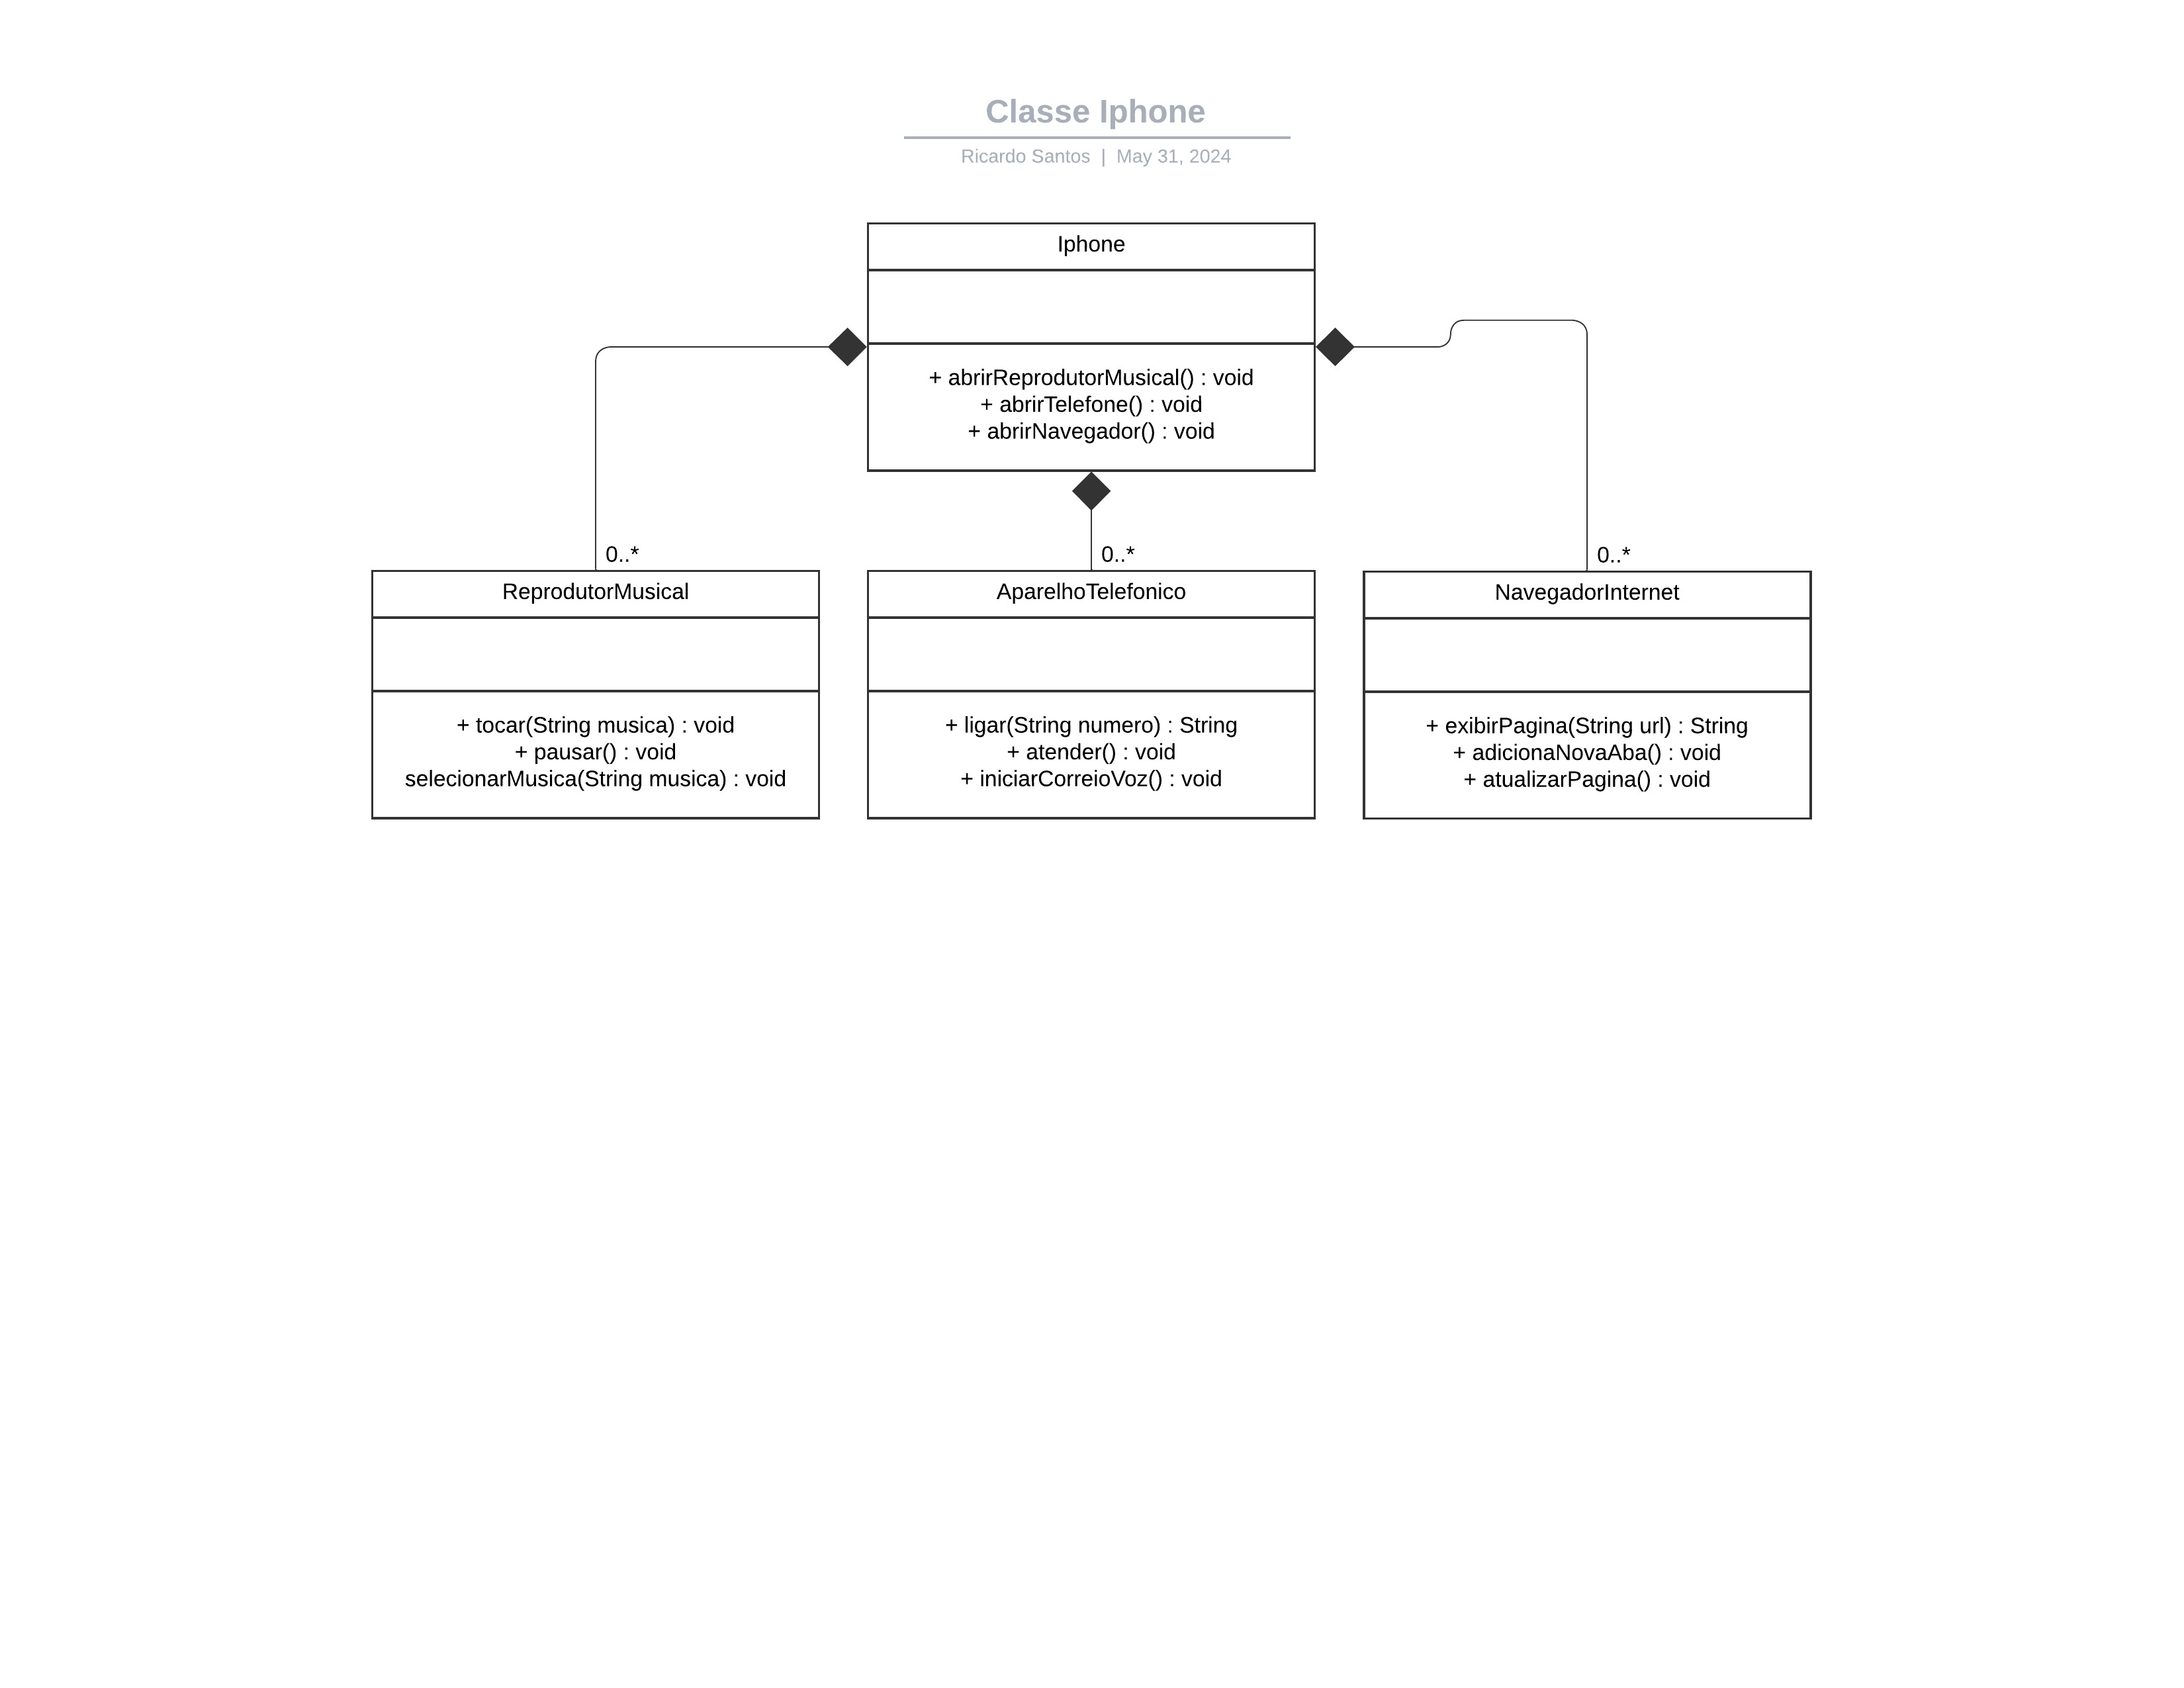 Classe Iphone
Ricardo Santos | May 31, 2024
Iphone
+ abrirReprodutorMusical() : void
+ abrirTelefone() : void
+ abrirNavegador() : void
0..*
0..*
0..*
ReprodutorMusical
+ tocar(String musica) : void
+ pausar() : void
selecionarMusica(String musica) : void
AparelhoTelefonico
+ ligar(String numero) : String
+ atender() : void
+ iniciarCorreioVoz() : void
NavegadorInternet
+ exibirPagina(String url) : String
+ adicionaNovaAba() : void
+ atualizarPagina() : void